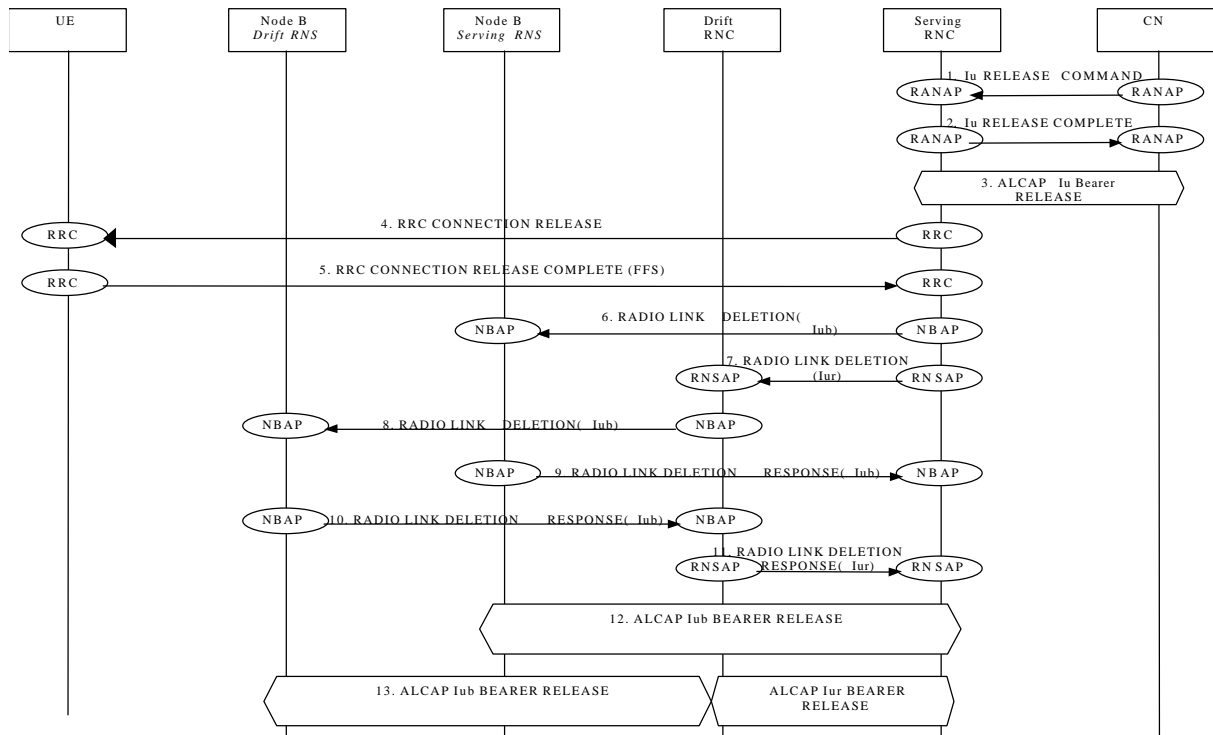 UE
Node B
Drift RNS
Node B
Serving RNS
Drift
RNC
Serving
RNC
CN
1. Iu RELEASE COMMAND
RANAP
RANAP
2. Iu RELEASE COMPLETE
RANAP
RANAP
3. ALCAP Iu Bearer
RELEASE
4. RRC CONNECTION RELEASE
RRC
RRC
5. RRC CONNECTION RELEASE COMPLETE (FFS)
RRC
RRC
6. RADIO LINK DELETION(
Iub)
NBAP
NBAP
7. RADIO LINK DELETION
(Iur)
RNSAP
RNSAP
NBAP
8. RADIO LINK DELETION( Iub)
NBAP
NBAP
9. RADIO LINK DELETION RESPONSE( Iub)
NBAP
NBAP
10. RADIO LINK DELETION RESPONSE( Iub)
NBAP
11. RADIO LINK DELETION
RESPONSE( Iur)
RNSAP
RNSAP
12. ALCAP Iub BEARER RELEASE
13. ALCAP Iub BEARER RELEASE
ALCAP Iur BEARER
RELEASE